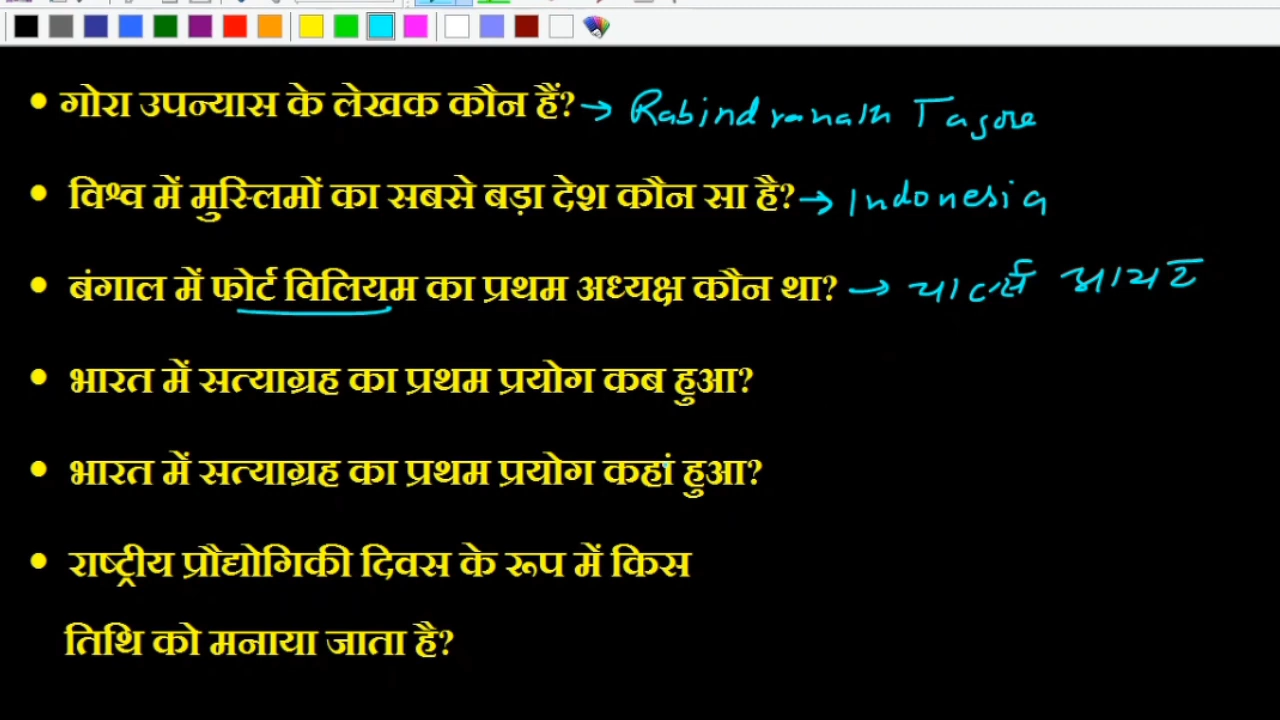 • गोरा उपन्यास के लेखक कौन हैं? → Rabindranath Tagore
• विश्व में मुस्लिमों का सबसे बड़ा देश कौन सा है? → Indonesia
• बंगाल में फोर्ट विलियम का प्रथम अध्यक्ष कौन था? → चार्ल्स आयर
• भारत में सत्याग्रह का प्रथम प्रयोग कब हुआ?
• भारत में सत्याग्रह का प्रथम प्रयोग कहां हुआ?
• राष्ट्रीय प्रौद्योगिकी दिवस के रूप में किस
तिथि को मनाया जाता है?